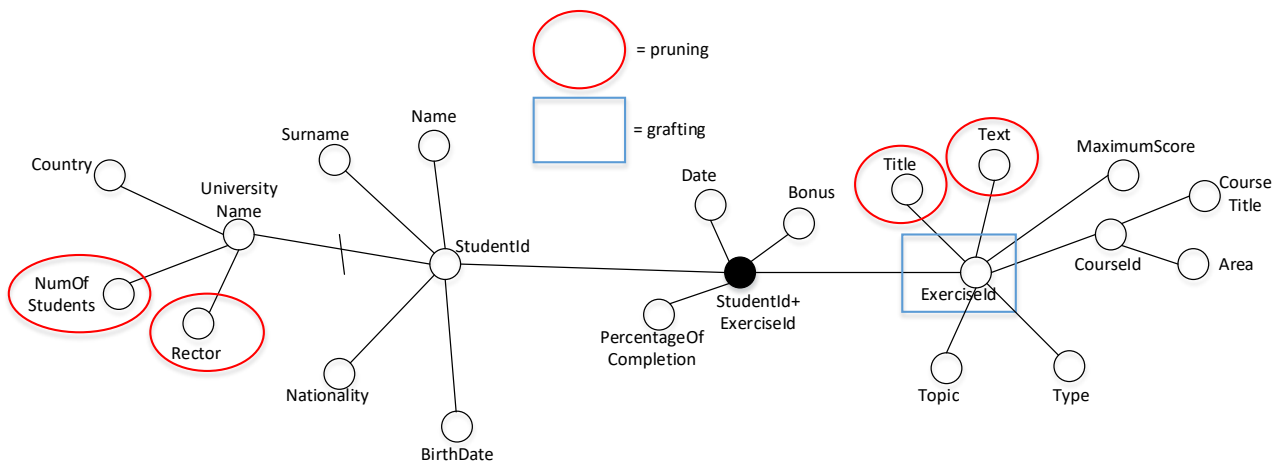 = pruning
= grafting
Country
University
Name
Surname
Name
StudentId
NumOf
Students
Rector
Nationality
BirthDate
Date
Bonus
StudentId+
ExerciseId
PercentageOf
Completion
Title
Text
MaximumScore
Course
Title
CourseId
Area
ExerciseId
Topic
Type